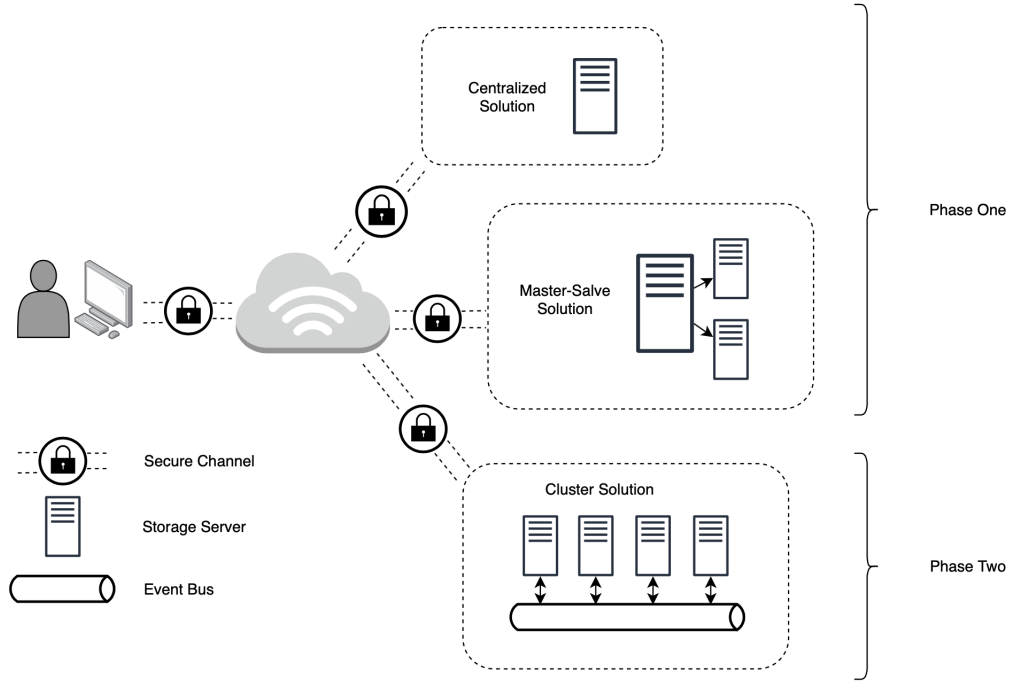 Centralized
Solution
Phase One
Master-Salve
Solution
Secure Channel
Cluster Solution
Storage Server
Phase Two
Event Bus